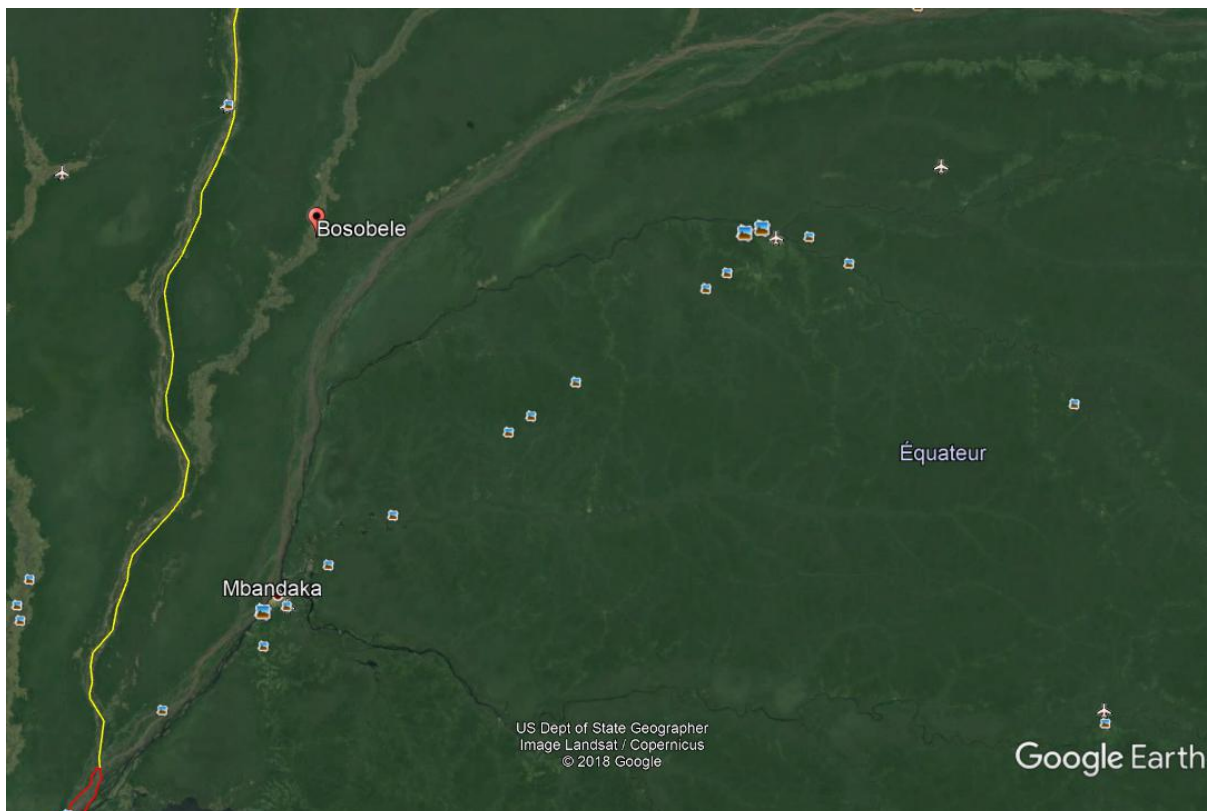 Bosobele
Équateur
Mbandaka
US Dept of State Geographer
Image Landsat / Copernicus
© 2018 Google
Google Earth